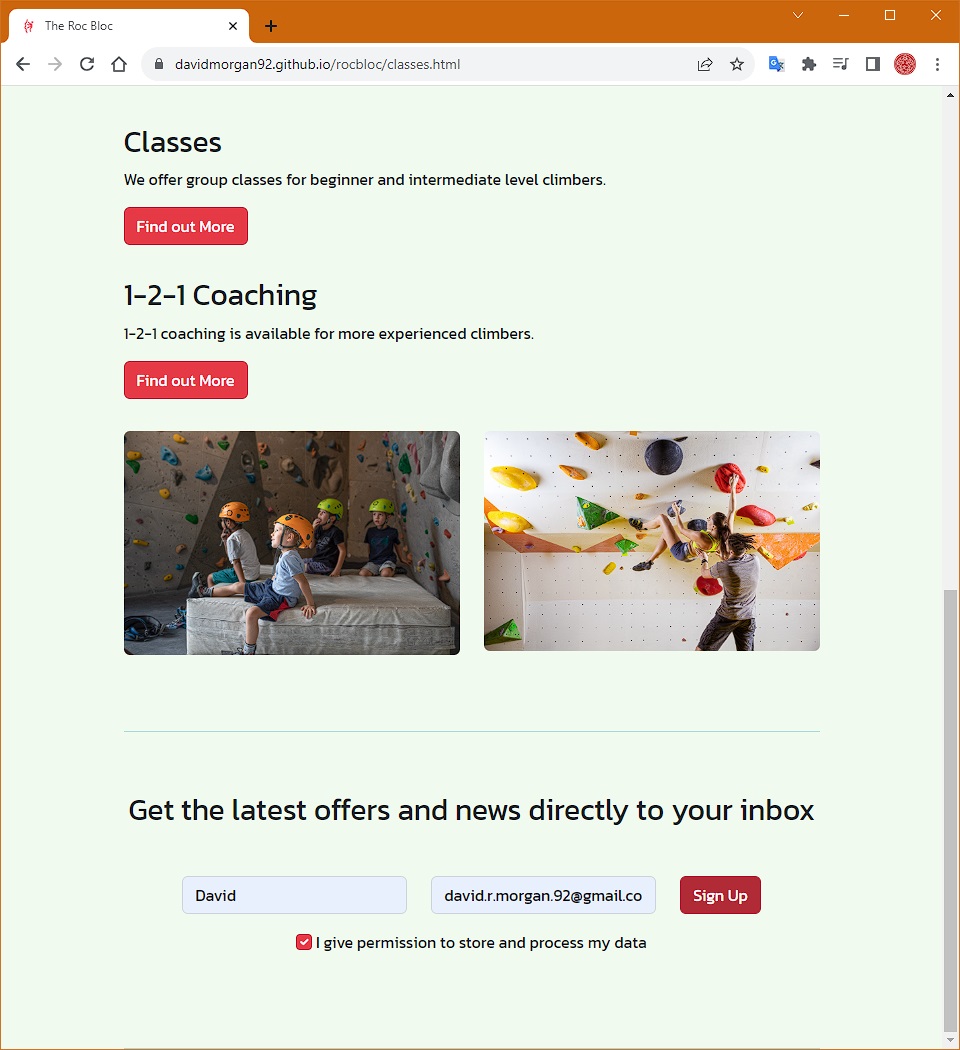 The Roc Bloc
davidmorgan92.github.io/rocbloc/classes.html
Classes
We offer group classes for beginner and intermediate level climbers.
Find out More
1-2-1 Coaching
1-2-1 coaching is available for more experienced climbers.
Find out More
Get the latest offers and news directly to your inbox
David
david.r.morgan.92@gmail.co
Sign Up
I give permission to store and process my data